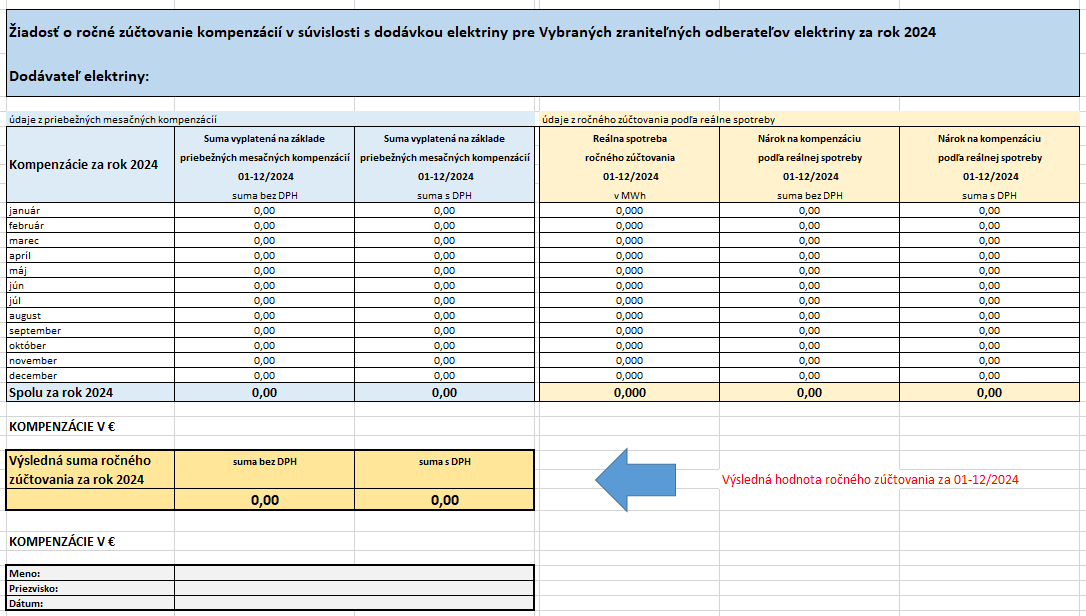 Žiadosť o ročné zúčtovanie kompenzácií v súvislosti s dodávkou elektriny pre Vybraných zraniteľných odberateľov elektriny za rok 2024
Dodávateľ elektriny:
údaje z priebežných mesačných kompenzácíí údaje z ročného zúčtovania podľa reálne spotreby
Kompenzácie za rok 2024
Suma vyplatená na základe
priebežných mesačných kompenzácií
01-12/2024
suma bez DPH
Suma vyplatená na základe
priebežných mesačných kompenzácií
01-12/2024
suma s DPH
Reálna spotreba
ročného zúčtovania
01-12/2024
v MWh
Nárok na kompenzáciu
podľa reálnej spotreby
01-12/2024
suma bez DPH
Nárok na kompenzáciu
podľa reálnej spotreby
01-12/2024
suma s DPH
január 0,00 0,00 0,000 0,00 0,00
február 0,00 0,00 0,000 0,00 0,00
marec 0,00 0,00 0,000 0,00 0,00
apríl 0,00 0,00 0,000 0,00 0,00
máj 0,00 0,00 0,000 0,00 0,00
jún 0,00 0,00 0,000 0,00 0,00
júl 0,00 0,00 0,000 0,00 0,00
august 0,00 0,00 0,000 0,00 0,00
september 0,00 0,00 0,000 0,00 0,00
október 0,00 0,00 0,000 0,00 0,00
november 0,00 0,00 0,000 0,00 0,00
december 0,00 0,00 0,000 0,00 0,00
Spolu za rok 2024 0,00 0,00 0,000 0,00 0,00
KOMPENZÁCIE V €
Výsledná suma ročného
zúčtovania za rok 2024
suma bez DPH suma s DPH
0,00 0,00
Výsledná hodnota ročného zúčtovania za 01-12/2024
KOMPENZÁCIE V €
Meno:
Priezvisko:
Dátum: